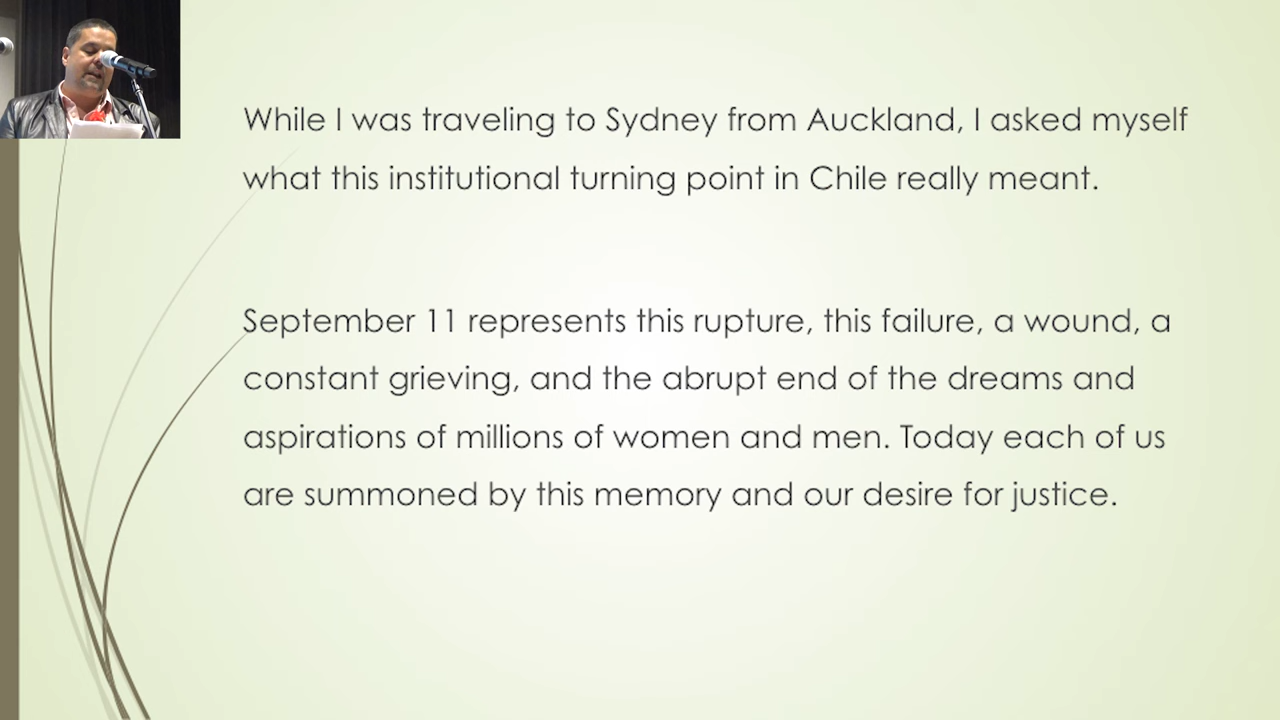 While I was traveling to Sydney from Auckland, I asked myself
what this institutional turning point in Chile really meant.
September 11 represents this rupture, this failure, a wound, a
constant grieving, and the abrupt end of the dreams and
aspirations of millions of women and men. Today each of us
are summoned by this memory and our desire for justice.